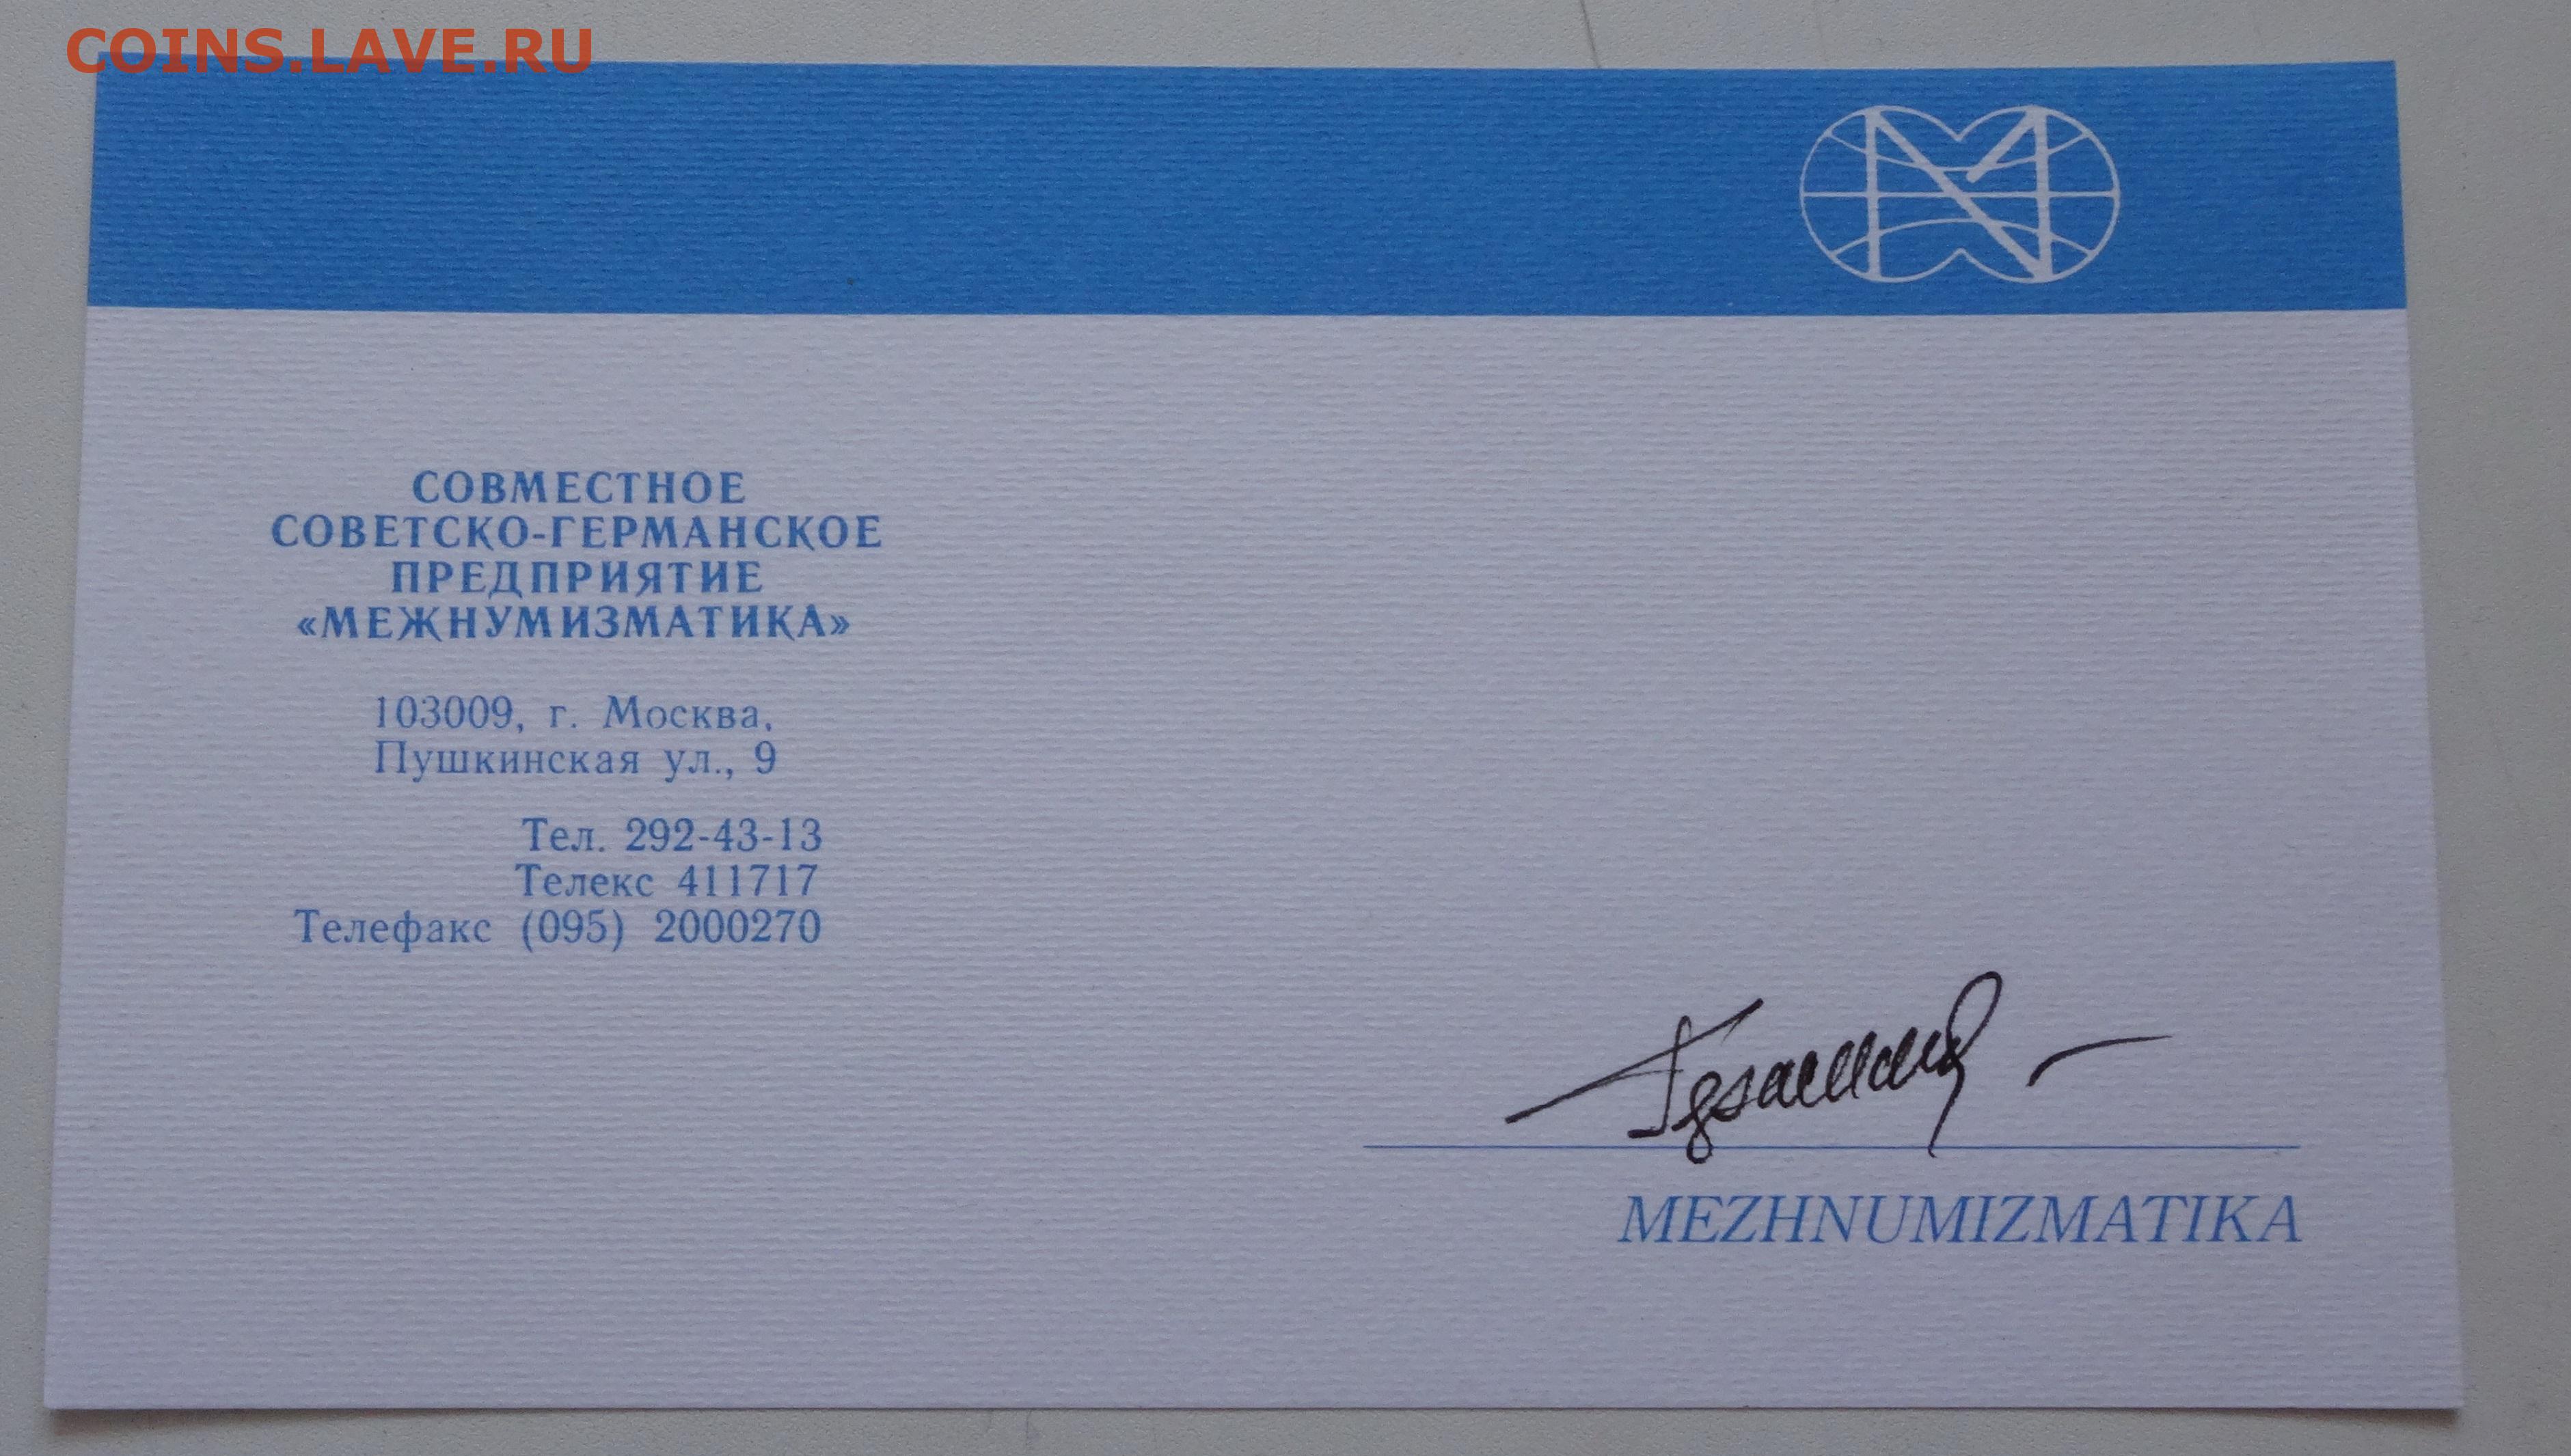 COINS.LAVE.RU
СОВМЕСТНОЕ
СОВЕТСКО-ГЕРМАНСКОЕ
ПРЕДПРИЯТИЕ
«МЕЖНУМИЗМАТИКА»
103009, г. Москва,
Пушкинская ул., 9
Тел. 292-43-13
Телекс 411717
Телефакс (095) 2000270
MEZHNUMIZMATIKA